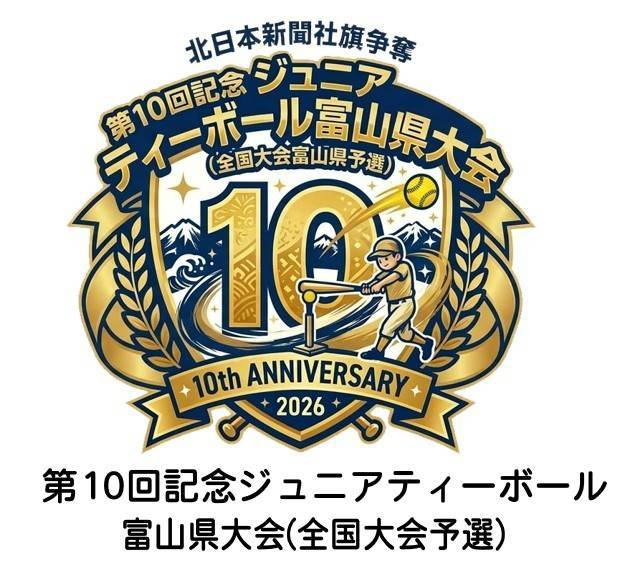 北日本新聞社旗争奪
第10回記念 ジュニア
ティーボール富山県大会
(全国大会富山県予選)
10
10th ANNIVERSARY
2026
第10回記念ジュニアティーボール
富山県大会(全国大会予選)